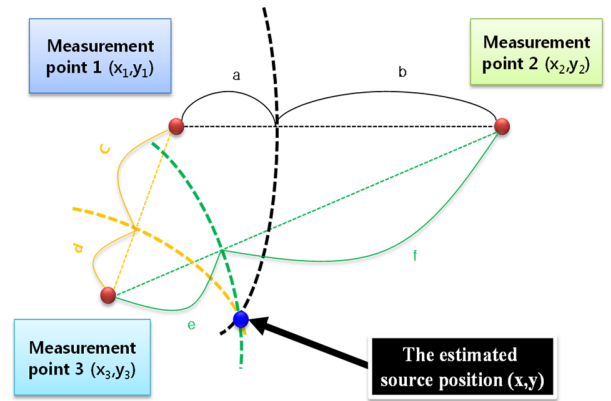 Measurement
point 1 (x₁,y₁)
Measurement
point 2 (x₂,y₂)
a
b
c
d
e
f
Measurement
point 3 (x₃,y₃)
The estimated
source position (x,y)